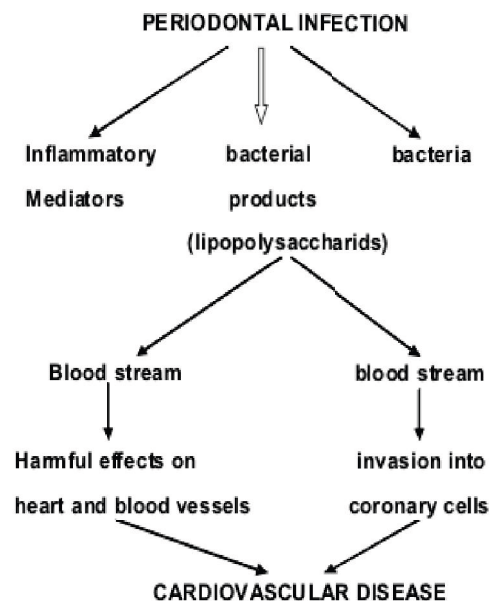 PERIODONTAL INFECTION
Inflammatory bacterial bacteria
Mediators products
(lipopolysaccharids)
Blood stream blood stream
Harmful effects on invasion into
heart and blood vessels coronary cells
CARDIOVASCULAR DISEASE